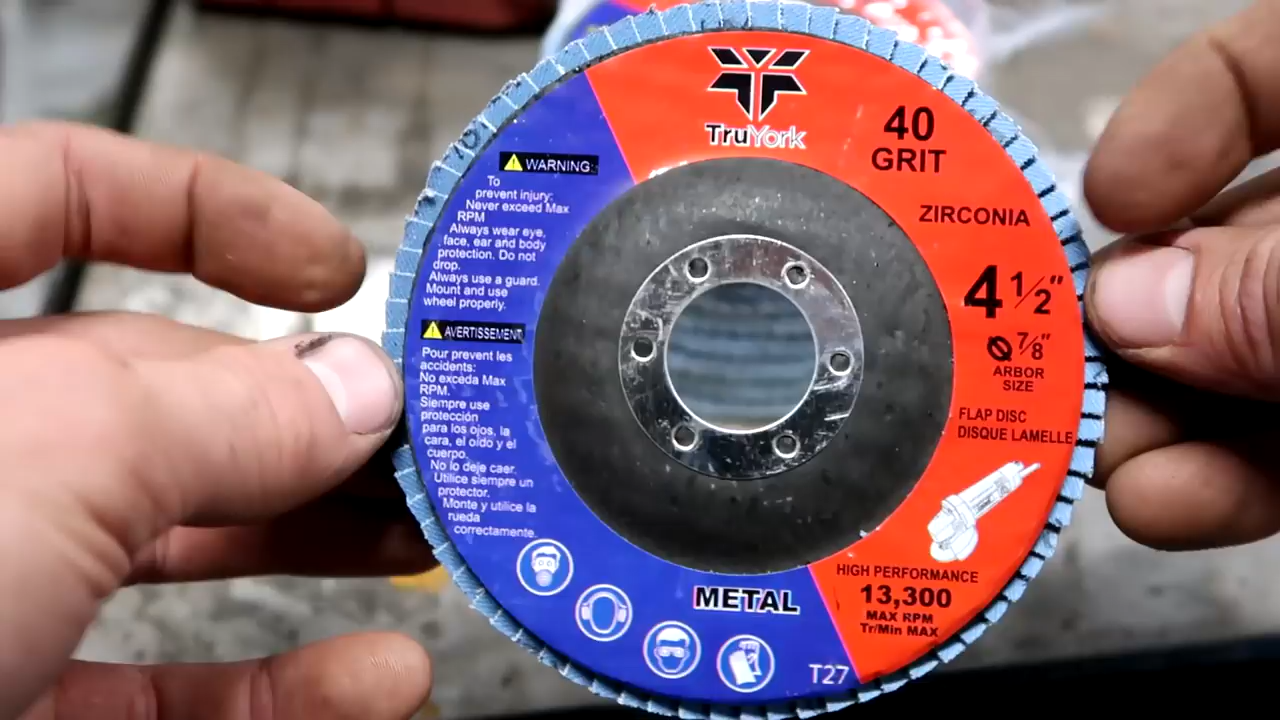 TruYork
40
GRIT
ZIRCONIA
4 1/2"
7/8"
ARBOR
SIZE
FLAP DISC
DISQUE LAMELLE
HIGH PERFORMANCE
13,300
MAX RPM
Tr/Min MAX
WARNING:
To
prevent injury:
Never exceed Max
RPM
Always wear eye,
face, ear and body
protection. Do not
drop.
Always use a guard.
Mount and use
wheel properly.
AVERTISSEMENT
Pour prevent les
accidents:
No exceda Max
RPM.
Siempre use
protección
para los ojos, la
cara, el oído y el
cuerpo.
No lo deje caer.
Utilice siempre un
protector.
Monte y utilice la
rueda
correctamente.
METAL
T27